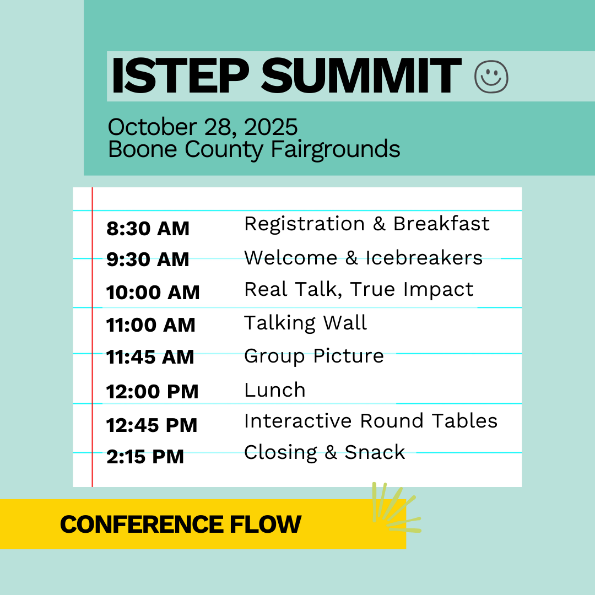 ISTEP SUMMIT
October 28, 2025
Boone County Fairgrounds
8:30 AM Registration & Breakfast
9:30 AM Welcome & Icebreakers
10:00 AM Real Talk, True Impact
11:00 AM Talking Wall
11:45 AM Group Picture
12:00 PM Lunch
12:45 PM Interactive Round Tables
2:15 PM Closing & Snack
CONFERENCE FLOW